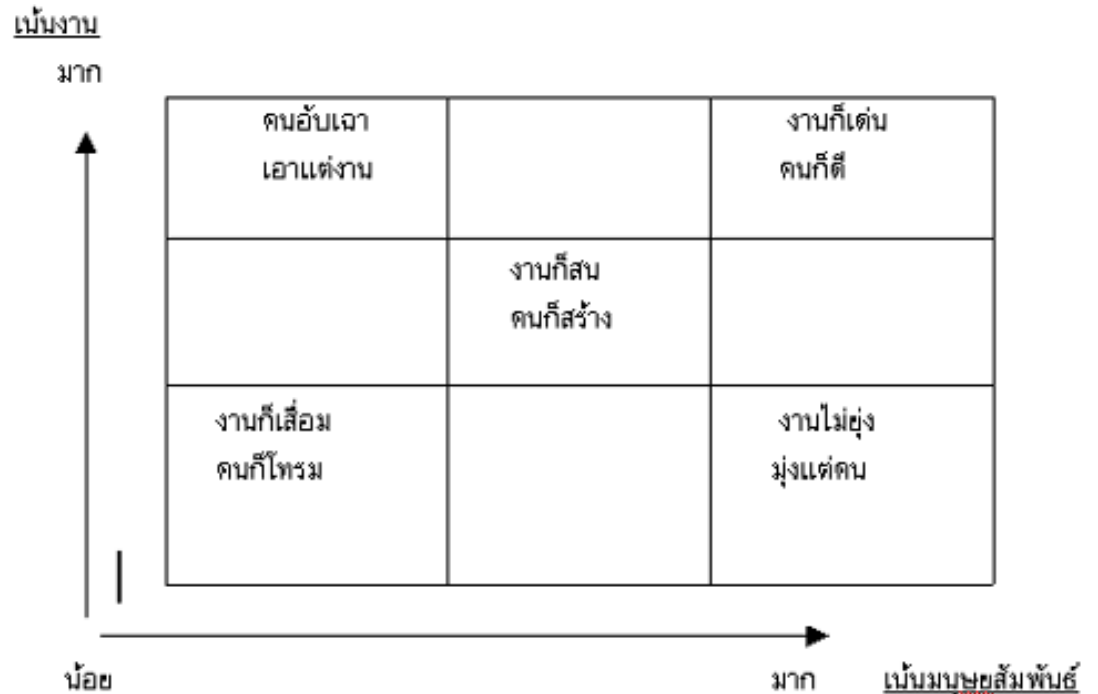 เน้นงาน
มาก
คนอับเฉา
เอาแต่งาน
งานก็เด่น
คนก็ดี
งานก็สน
คนก็สร้าง
งานก็เสื่อม
คนก็โทรม
งานไม่ยุ่ง
มุ่งแต่คน
น้อย
มาก
เน้นมนุษยสัมพันธ์